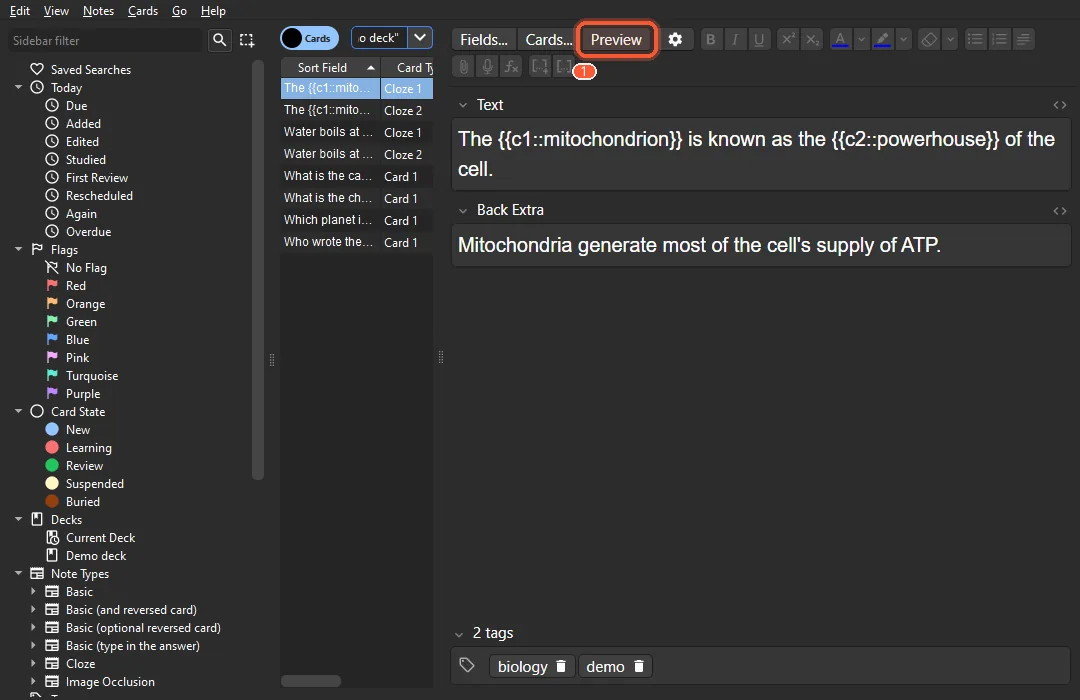 Edit View Notes Cards Go Help
Sidebar filter
Cards
o deck"
Fields...
Cards...
Preview
B I U x² x₂ A
fx [...] [...]
1
Saved Searches
Today
Due
Added
Edited
Studied
First Review
Rescheduled
Again
Overdue
Flags
No Flag
Red
Orange
Green
Blue
Pink
Turquoise
Purple
Card State
New
Learning
Review
Suspended
Buried
Decks
Current Deck
Demo deck
Note Types
Basic
Basic (and reversed card)
Basic (optional reversed card)
Basic (type in the answer)
Cloze
Image Occlusion
Sort Field Card Ty
The {{c1::mito... Cloze 1
The {{c1::mito... Cloze 2
Water boils at ... Cloze 1
Water boils at ... Cloze 2
What is the ca... Card 1
What is the ch... Card 1
Which planet i... Card 1
Who wrote the... Card 1
Text
The {{c1::mitochondrion}} is known as the {{c2::powerhouse}} of the
cell.
Back Extra
Mitochondria generate most of the cell's supply of ATP.
2 tags
biology
demo